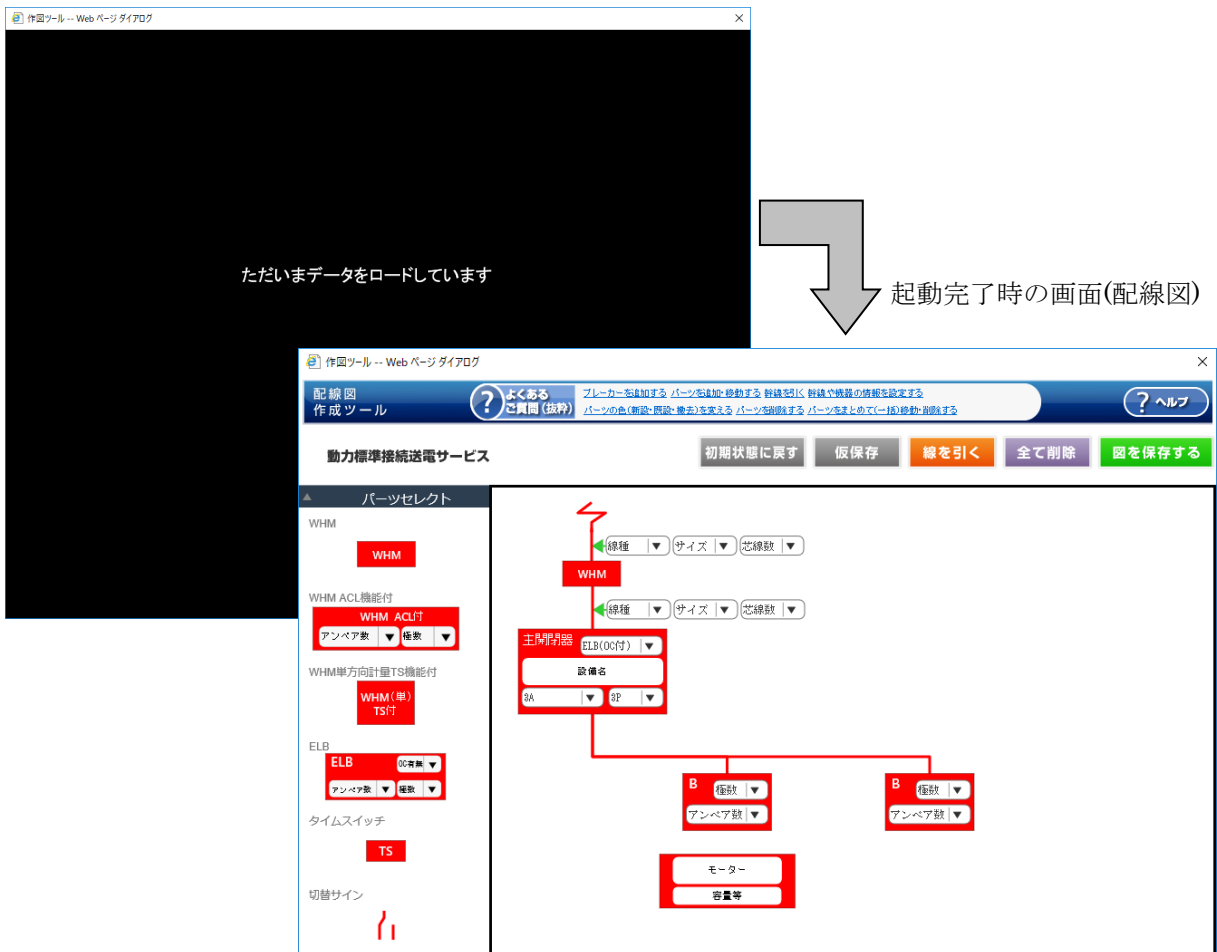 作図ツール -- Web ページ ダイアログ
ただいまデータをロードしています
起動完了時の画面(配線図)
作図ツール -- Web ページ ダイアログ
配線図
作成ツール
? よくある
ご質問(抜粋)
ブレーカーを追加する パーツを追加・移動する 幹線を引く 幹線や機器の情報を設定する
パーツの色(新設・既設・撤去)を変える パーツを削除する パーツをまとめて(一括)移動・削除する
? ヘルプ
動力標準接続送電サービス
初期状態に戻す 仮保存 線を引く 全て削除 図を保存する
パーツセレクト
WHM
WHM
WHM ACL機能付
WHM ACL付
アンペア数 極数
WHM単方向計量TS機能付
WHM(単)
TS付
ELB
ELB OC有無
アンペア数 極数
タイムスイッチ
TS
切替サイン
線種 サイズ 芯線数
WHM
線種 サイズ 芯線数
主開閉器 ELB(OC付)
設備名
3A 3P
B 極数
アンペア数
B 極数
アンペア数
モーター
容量等